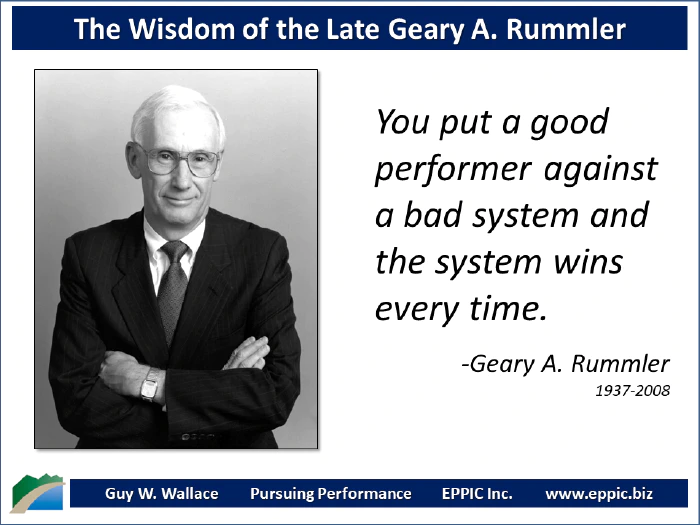 The Wisdom of the Late Geary A. Rummler
You put a good
performer against
a bad system and
the system wins
every time.
-Geary A. Rummler
1937-2008
Guy W. Wallace Pursuing Performance EPPIC Inc. www.eppic.biz